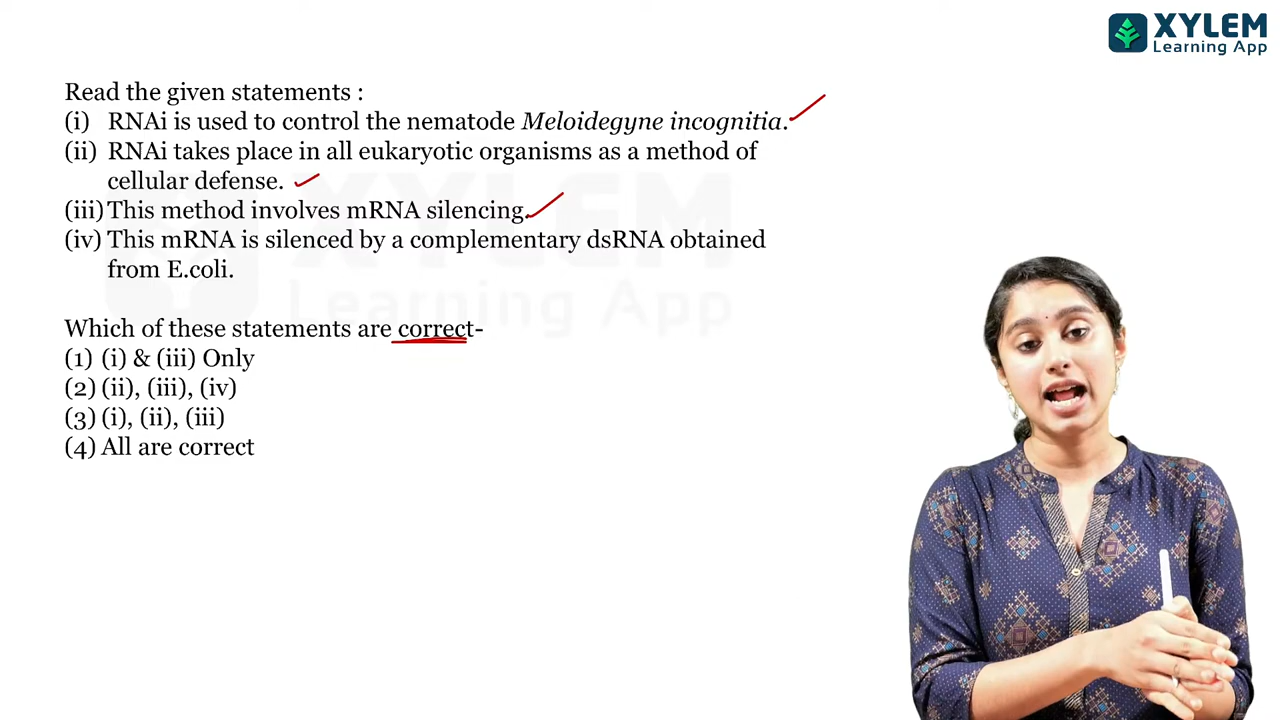 XYLEM
Learning App
Read the given statements :
(i) RNAi is used to control the nematode Meloidegyne incognitia.
(ii) RNAi takes place in all eukaryotic organisms as a method of
cellular defense.
(iii) This method involves mRNA silencing.
(iv) This mRNA is silenced by a complementary dsRNA obtained
from E.coli.
XYLEM
Learning App
Which of these statements are correct-
(1) (i) & (iii) Only
(2) (ii), (iii), (iv)
(3) (i), (ii), (iii)
(4) All are correct